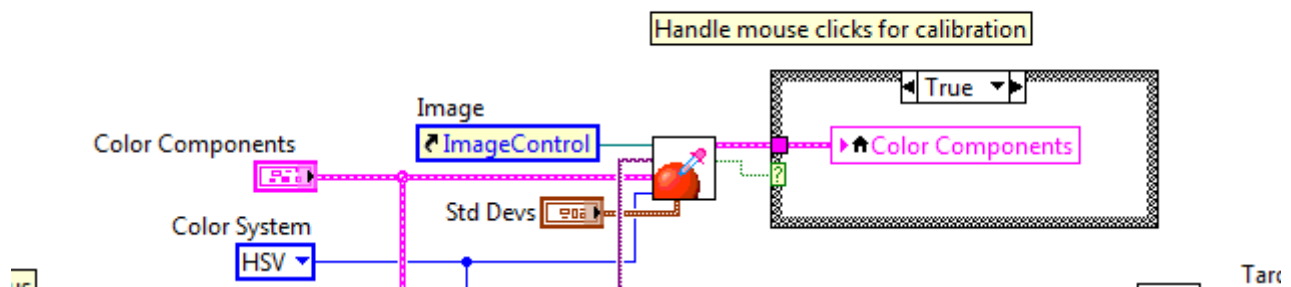 Handle mouse clicks for calibration
True
Image
ImageControl
Color Components
Color Components
Std Devs
Color System
HSV